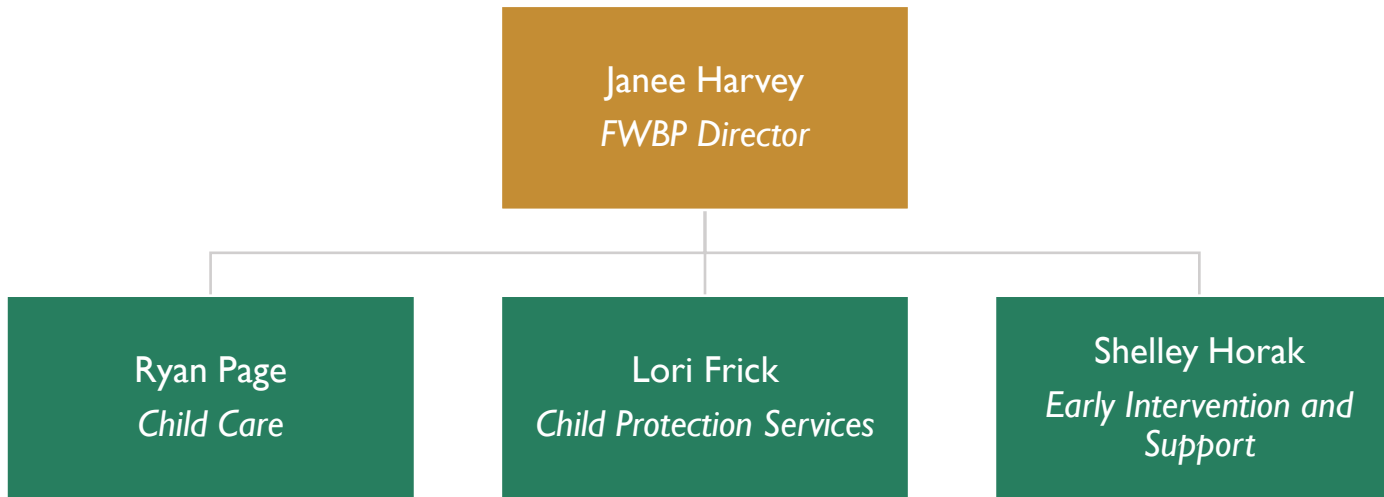 Janee Harvey
FWBP Director
Ryan Page
Child Care
Lori Frick
Child Protection Services
Shelley Horak
Early Intervention and
Support